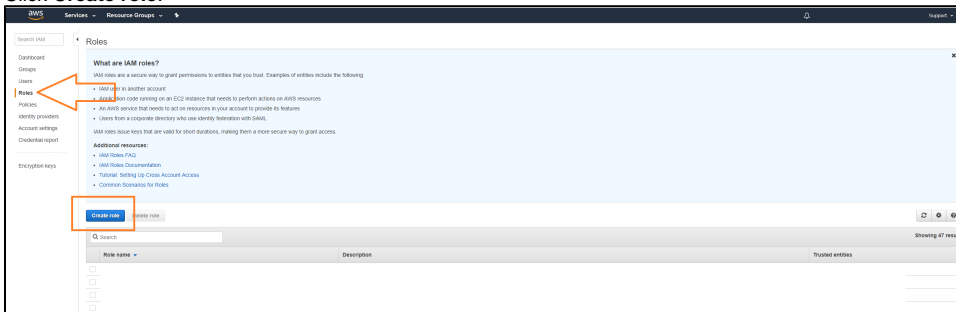 Click Create role.
aws Services Resource Groups Support
Search IAM
Roles
Dashboard
Groups
Users
Roles
Policies
Identity providers
Account settings
Credential report
Encryption keys
What are IAM roles?
IAM roles are a secure way to grant permissions to entities that you trust. Examples of entities include the following:
• IAM user in another account
• Application code running on an EC2 instance that needs to perform actions on AWS resources
• An AWS service that needs to act on resources in your account to provide its features
• Users from a corporate directory who use identity federation with SAML
IAM roles issue keys that are valid for short durations, making them a more secure way to grant access.
Additional resources:
• IAM Roles FAQ
• IAM Roles Documentation
• Tutorial: Setting Up Cross Account Access
• Common Scenarios for Roles
Create role Delete role
Search Showing 47 resu
Role name Description Trusted entities